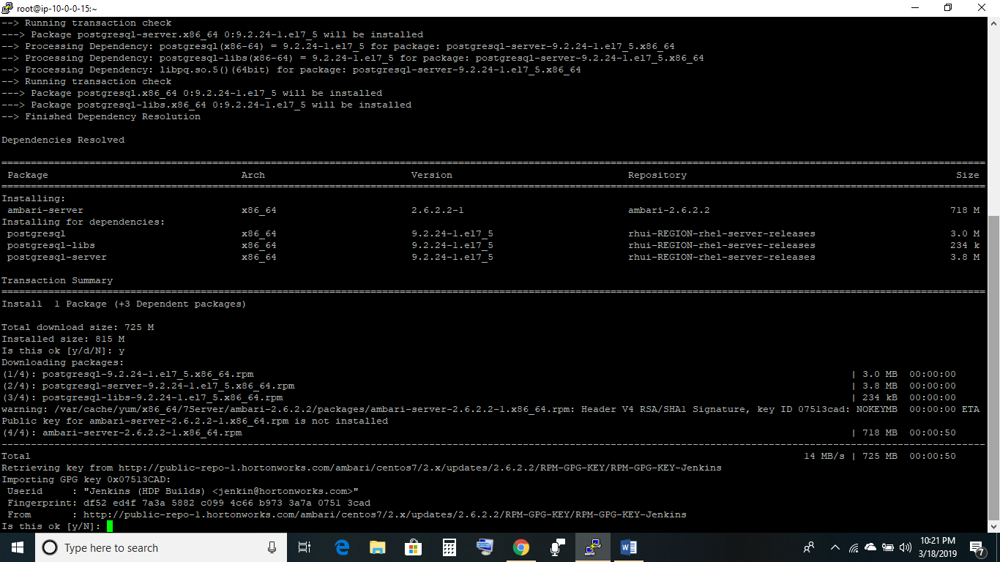 root@ip-10-0-0-15:~
--> Running transaction check
---> Package postgresql-server.x86_64 0:9.2.24-1.el7_5 will be installed
--> Processing Dependency: postgresql(x86-64) = 9.2.24-1.el7_5 for package: postgresql-server-9.2.24-1.el7_5.x86_64
--> Processing Dependency: postgresql-libs(x86-64) = 9.2.24-1.el7_5 for package: postgresql-server-9.2.24-1.el7_5.x86_64
--> Processing Dependency: libpq.so.5()(64bit) for package: postgresql-server-9.2.24-1.el7_5.x86_64
--> Running transaction check
---> Package postgresql.x86_64 0:9.2.24-1.el7_5 will be installed
---> Package postgresql-libs.x86_64 0:9.2.24-1.el7_5 will be installed
--> Finished Dependency Resolution
Dependencies Resolved
Package Arch Version Repository Size
Installing:
ambari-server x86_64 2.6.2.2-1 ambari-2.6.2.2 718 M
Installing for dependencies:
postgresql x86_64 9.2.24-1.el7_5 rhui-REGION-rhel-server-releases 3.0 M
postgresql-libs x86_64 9.2.24-1.el7_5 rhui-REGION-rhel-server-releases 234 k
postgresql-server x86_64 9.2.24-1.el7_5 rhui-REGION-rhel-server-releases 3.8 M
Transaction Summary
Install 1 Package (+3 Dependent packages)
Total download size: 725 M
Installed size: 815 M
Is this ok [y/d/N]: y
Downloading packages:
(1/4): postgresql-9.2.24-1.el7_5.x86_64.rpm | 3.0 MB 00:00:00
(2/4): postgresql-server-9.2.24-1.el7_5.x86_64.rpm | 3.8 MB 00:00:00
(3/4): postgresql-libs-9.2.24-1.el7_5.x86_64.rpm | 234 kB 00:00:00
warning: /var/cache/yum/x86_64/7Server/ambari-2.6.2.2/packages/ambari-server-2.6.2.2-1.x86_64.rpm: Header V4 RSA/SHA1 Signature, key ID 07513cad: NOKEYMB 00:00:00 ETA
Public key for ambari-server-2.6.2.2-1.x86_64.rpm is not installed
(4/4): ambari-server-2.6.2.2-1.x86_64.rpm | 718 MB 00:00:50
Total 14 MB/s | 725 MB 00:00:50
Retrieving key from http://public-repo-1.hortonworks.com/ambari/centos7/2.x/updates/2.6.2.2/RPM-GPG-KEY/RPM-GPG-KEY-Jenkins
Importing GPG key 0x07513CAD:
Userid : "Jenkins (HDP Builds) <jenkin@hortonworks.com>"
Fingerprint: df52 ed4f 7a3a 5882 c099 4c66 b973 3a7a 0751 3cad
From : http://public-repo-1.hortonworks.com/ambari/centos7/2.x/updates/2.6.2.2/RPM-GPG-KEY/RPM-GPG-KEY-Jenkins
Is this ok [y/N]:
Type here to search
10:21 PM
3/18/2019
7